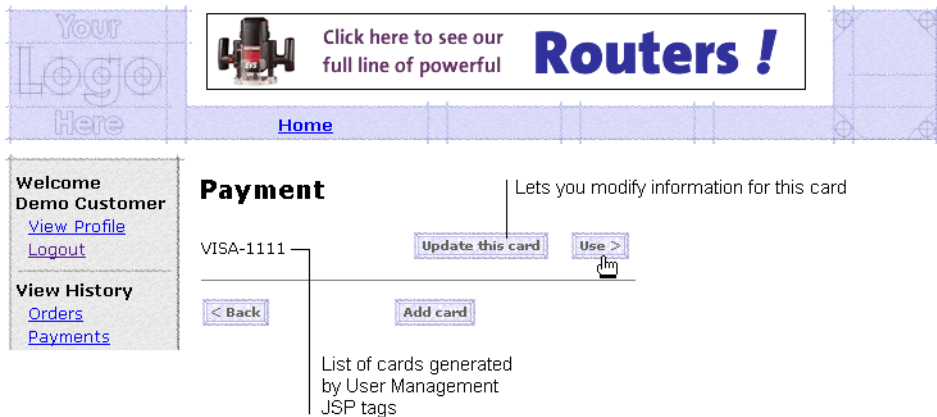 Your
Logo
Here
Click here to see our
full line of powerful
Routers !
Home
Welcome
Demo Customer
View Profile
Logout
View History
Orders
Payments
Payment
Lets you modify information for this card
VISA-1111
Update this card
Use >
< Back
Add card
List of cards generated
by User Management
JSP tags